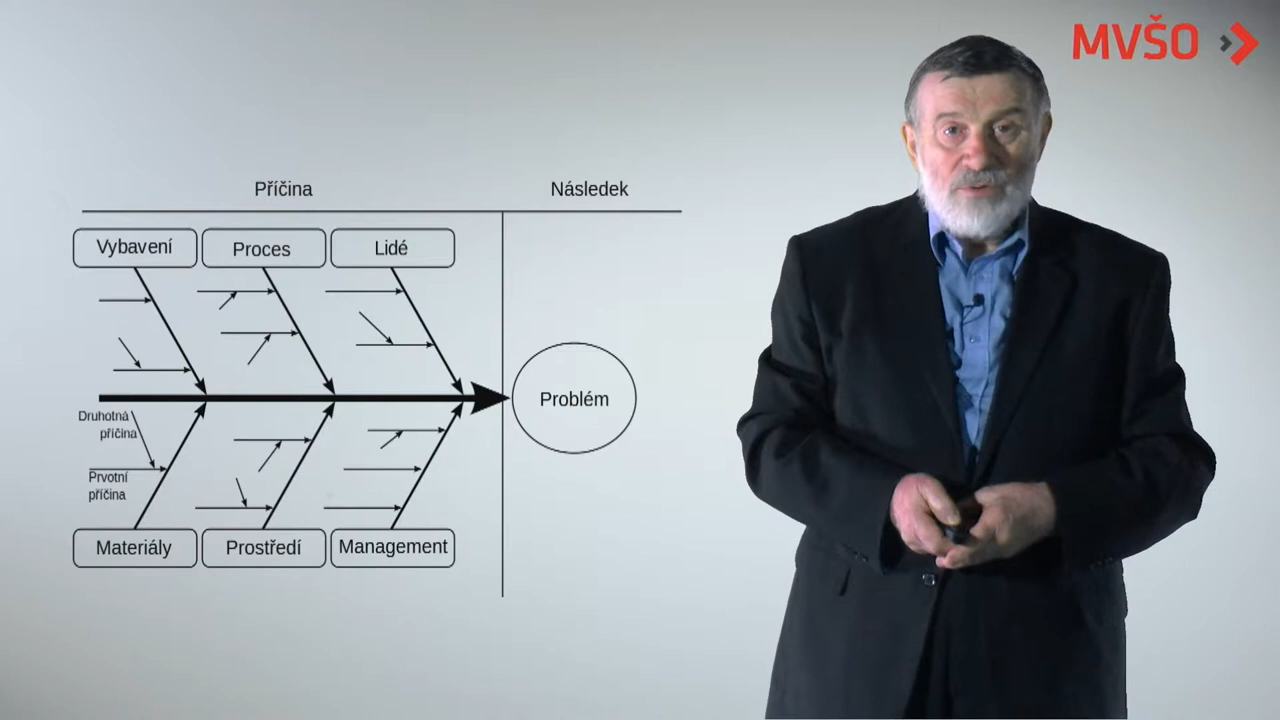 MVŠO
Příčina
Následek
Vybavení
Proces
Lidé
Problém
Druhotná
příčina
Prvotní
příčina
Materiály
Prostředí
Management